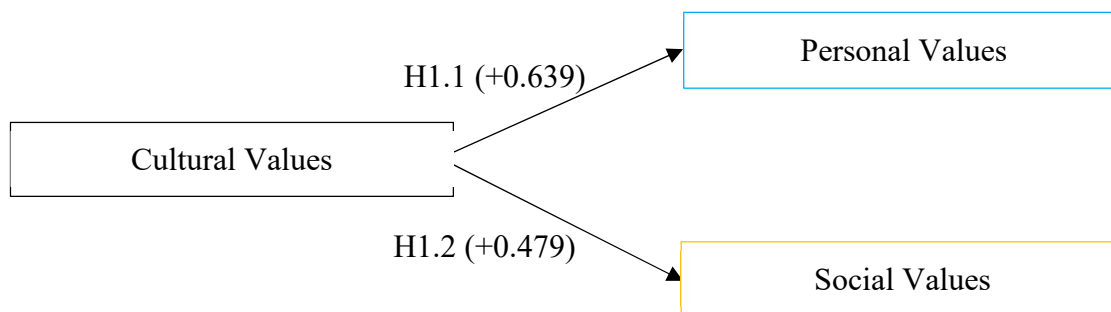 Personal Values
H1.1 (+0.639)
Cultural Values
H1.2 (+0.479)
Social Values